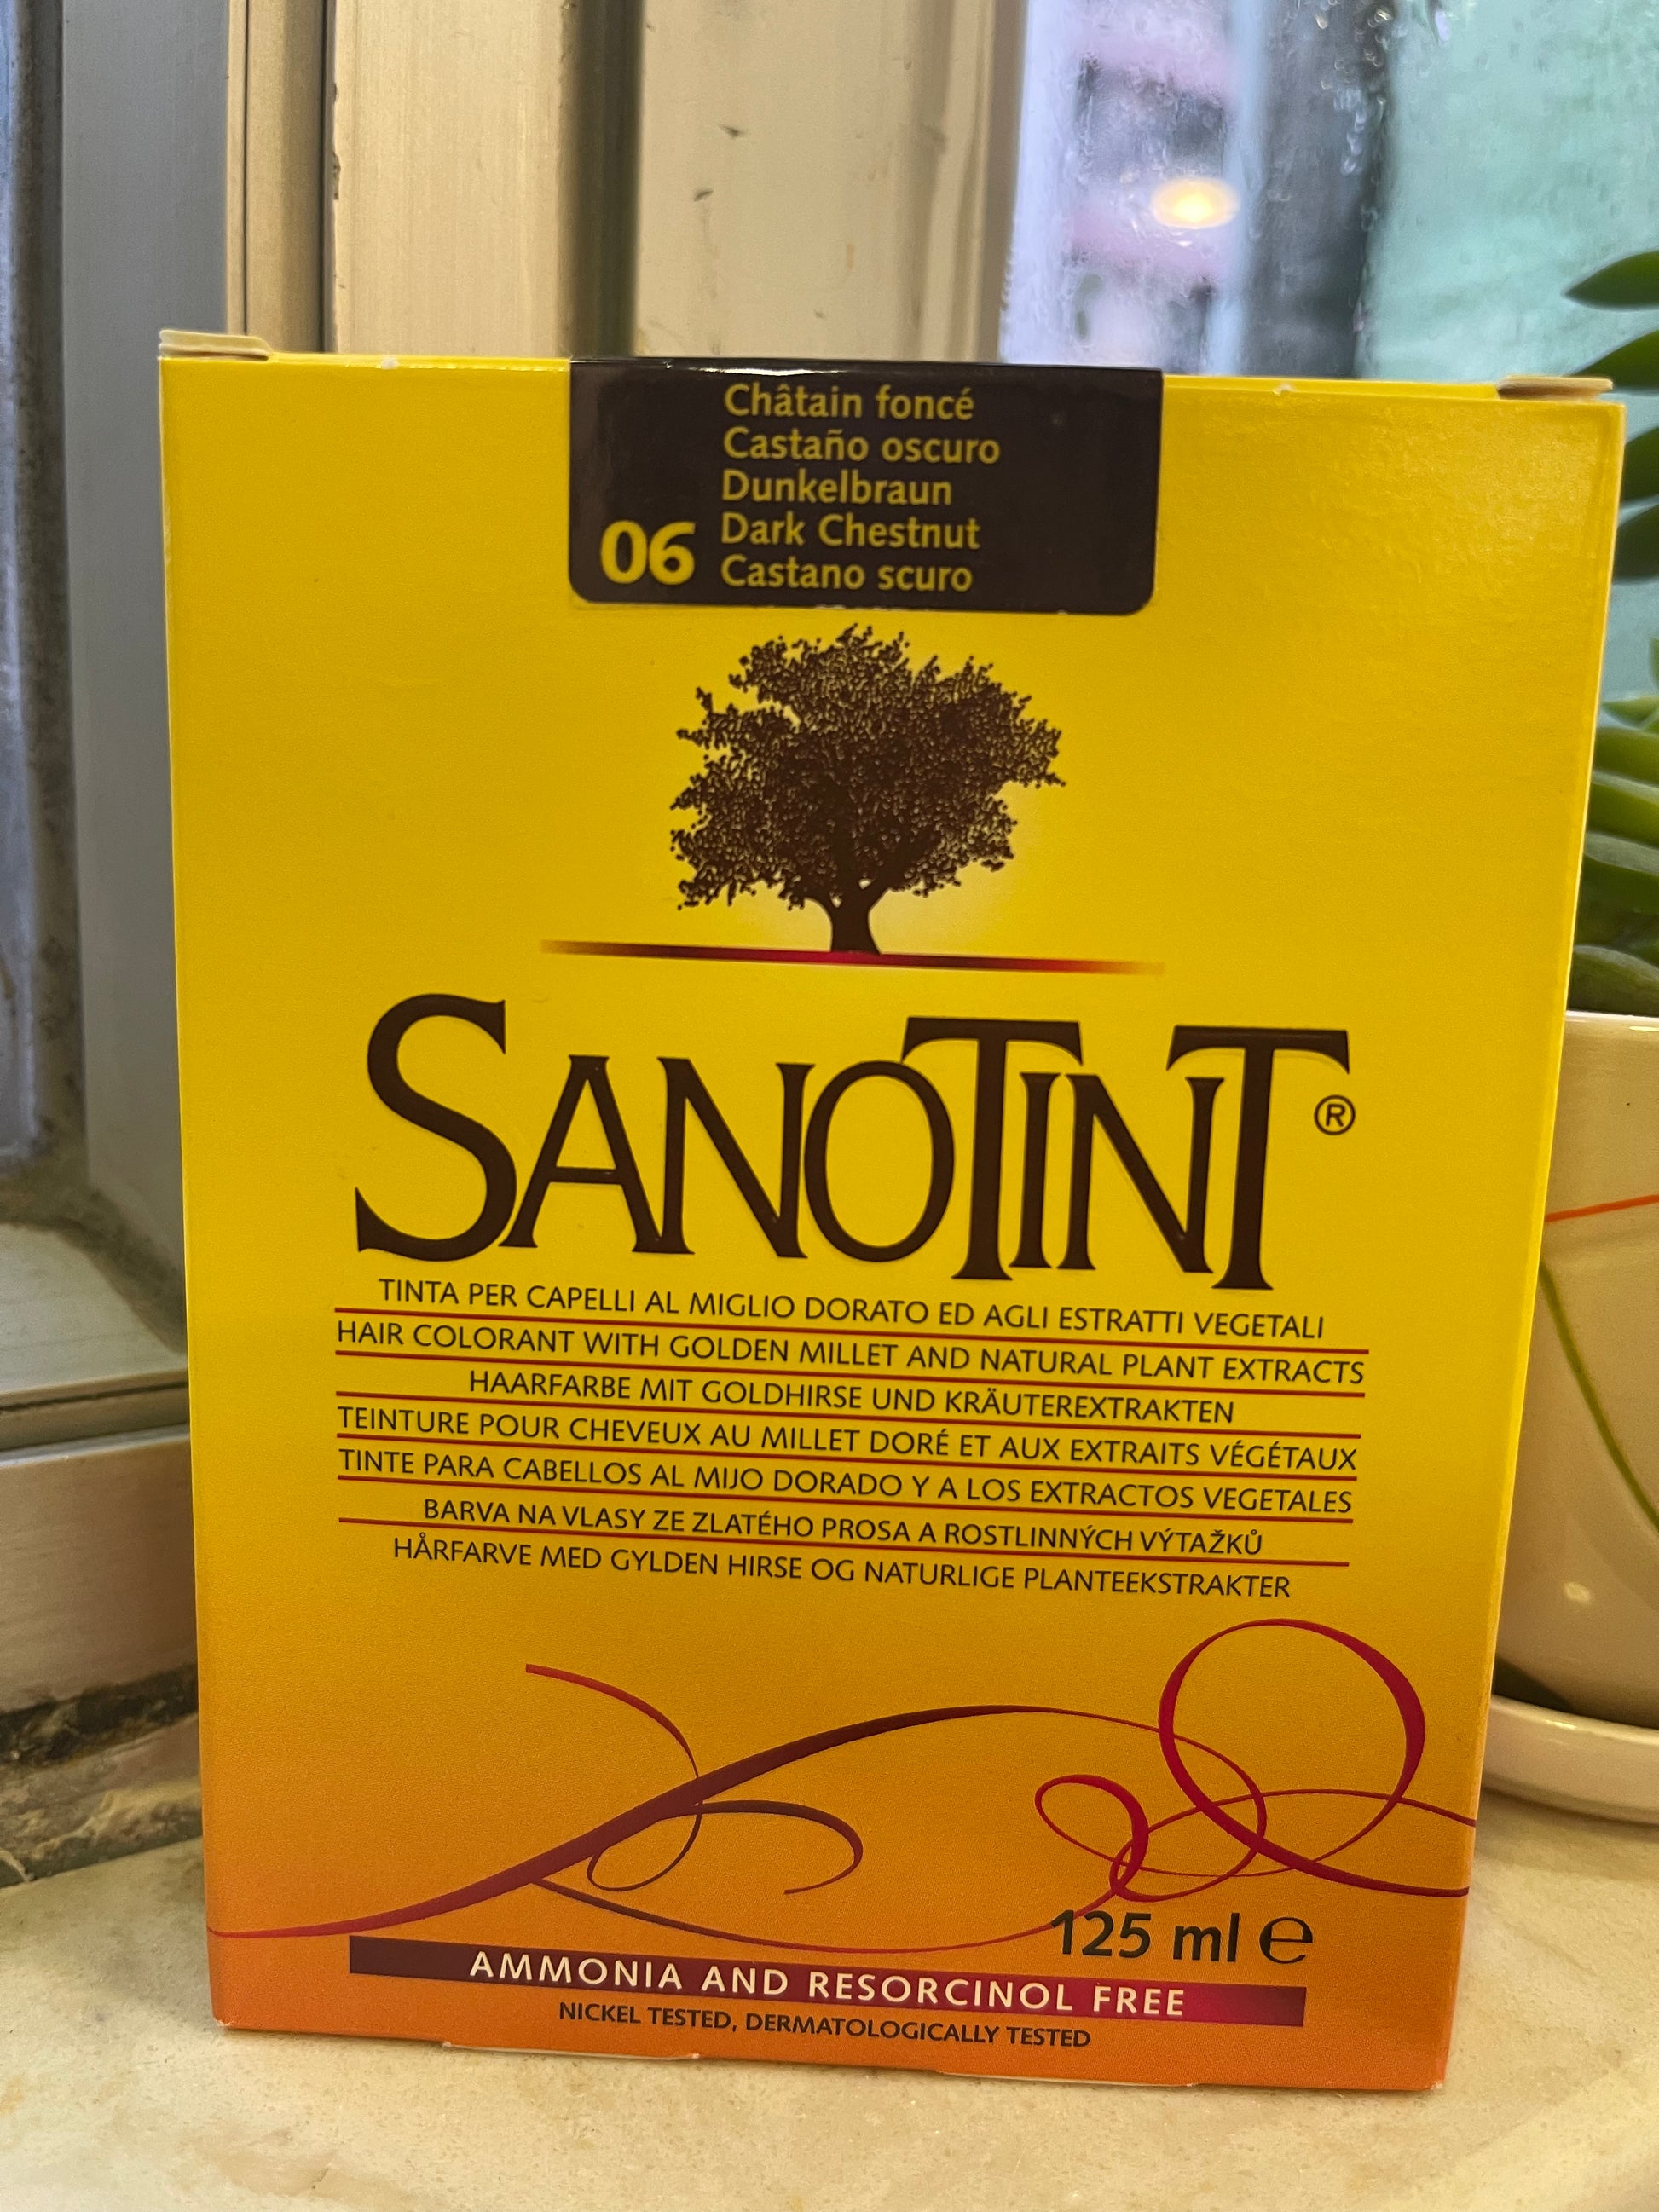 Châtain foncé
Castaño oscuro
Dunkelbraun
06 Dark Chestnut
Castano scuro
SANOTINT®
TINTA PER CAPELLI AL MIGLIO DORATO ED AGLI ESTRATTI VEGETALI
HAIR COLORANT WITH GOLDEN MILLET AND NATURAL PLANT EXTRACTS
HAARFARBE MIT GOLDHIRSE UND KRÄUTEREXTRAKTEN
TEINTURE POUR CHEVEUX AU MILLET DORÉ ET AUX EXTRAITS VÉGÉTAUX
TINTE PARA CABELLOS AL MIJO DORADO Y A LOS EXTRACTOS VEGETALES
BARVA NA VLASY ZE ZLATÉHO PROSA A ROSTLINNÝCH VÝTAŽKŮ
HÅRFARVE MED GYLDEN HIRSE OG NATURLIGE PLANTEEKSTRAKTER
125 ml ℮
AMMONIA AND RESORCINOL FREE
NICKEL TESTED, DERMATOLOGICALLY TESTED